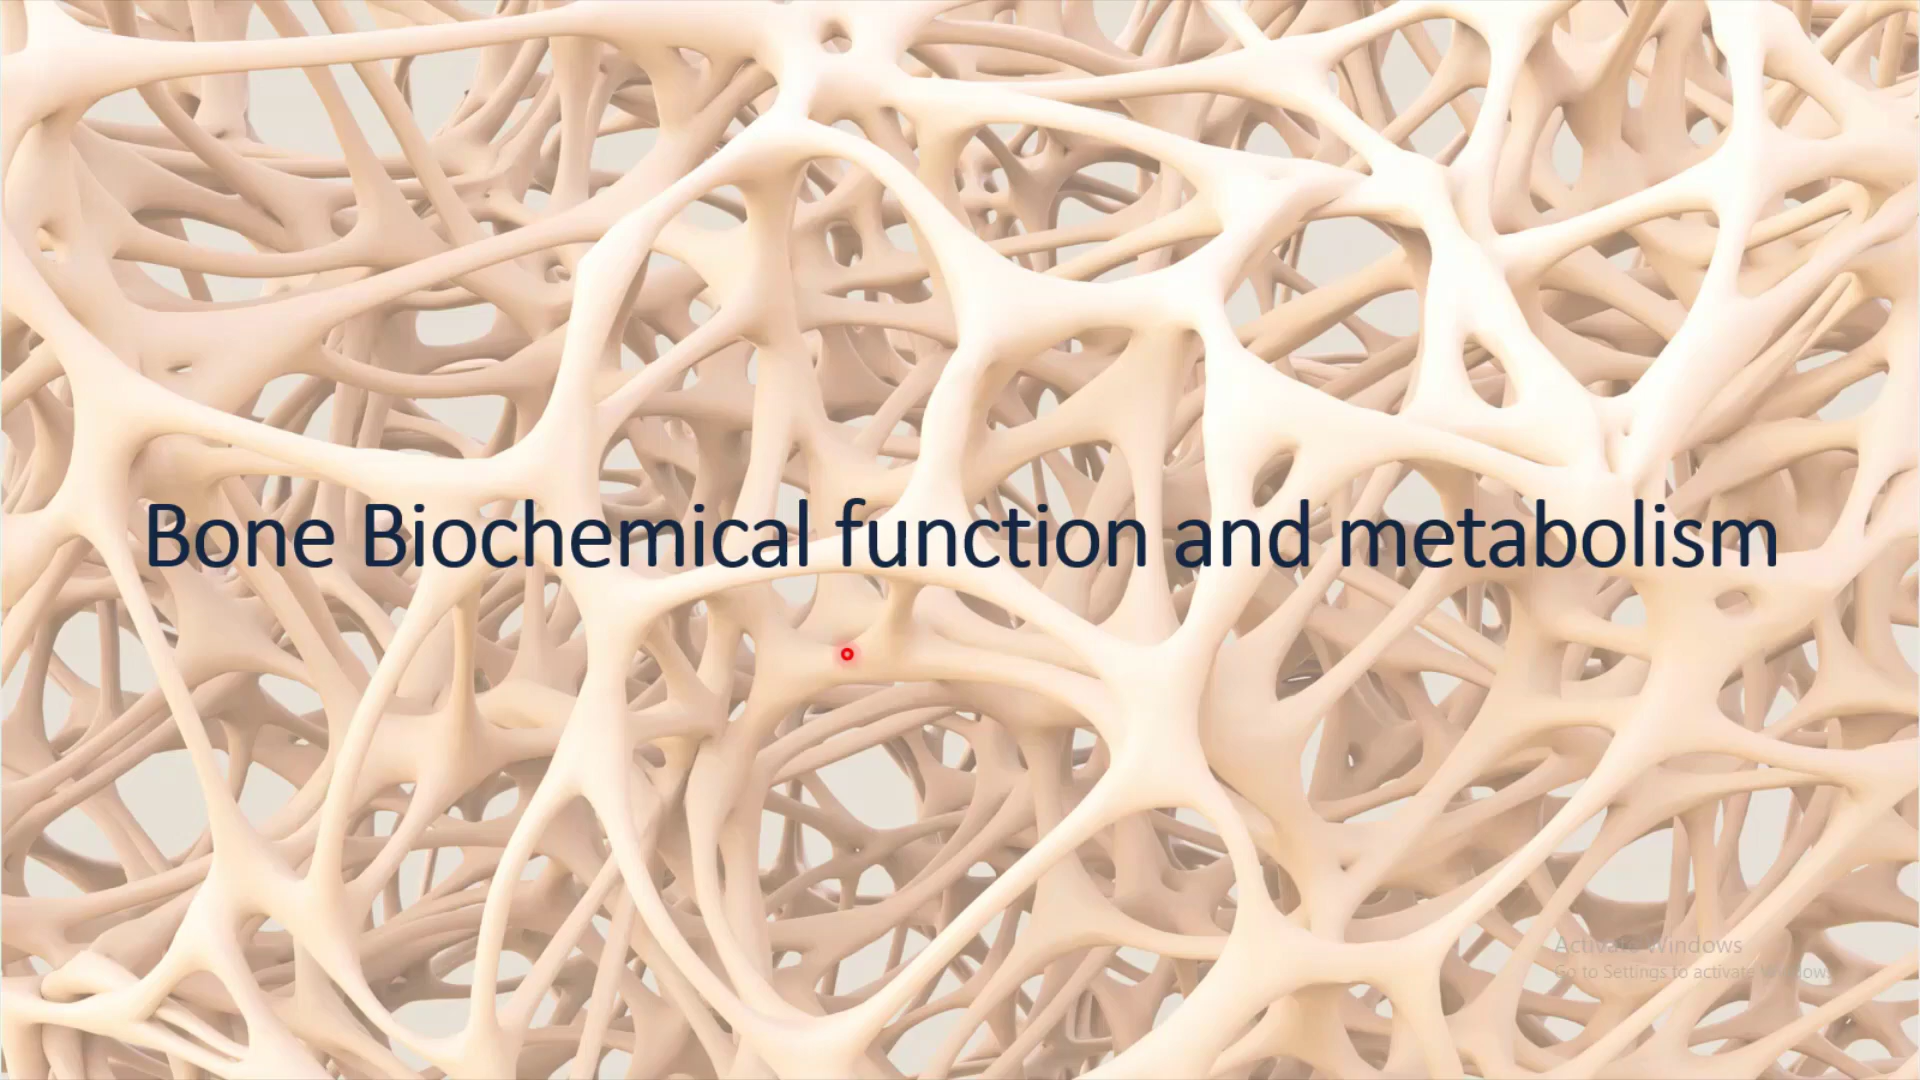 Bone Biochemical function and metabolism
Activate Windows
Go to Settings to activate Windows